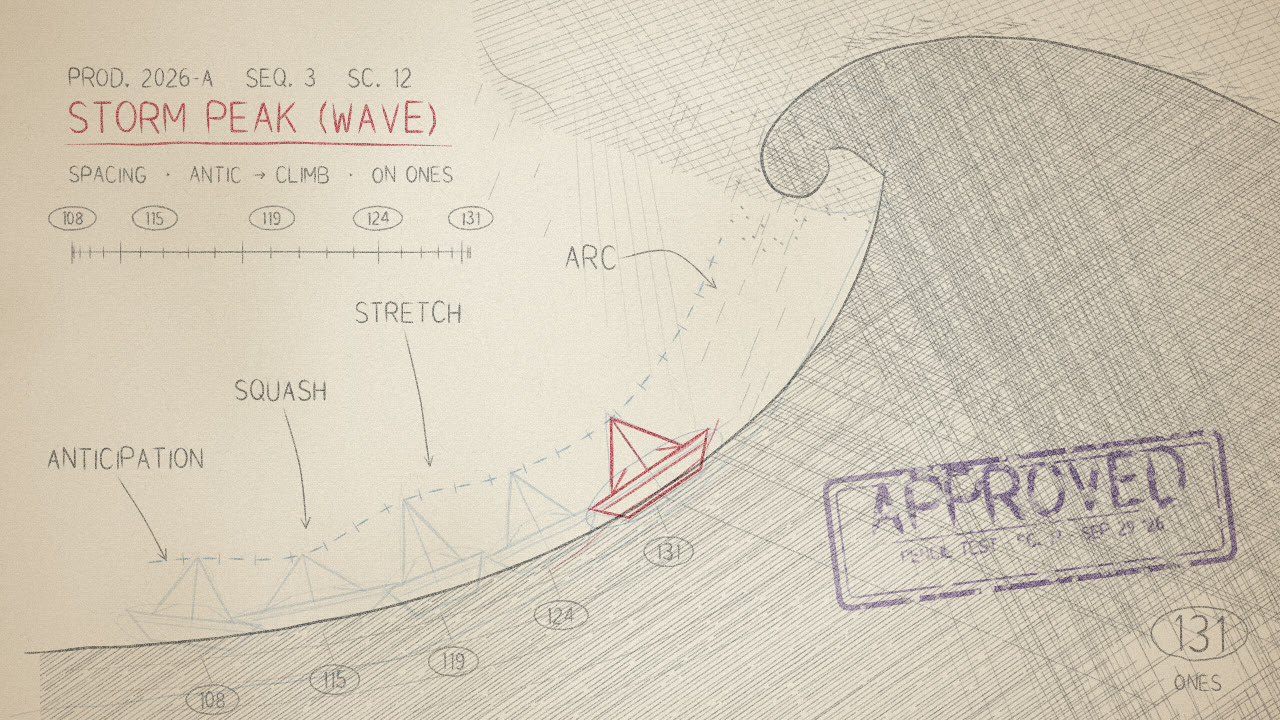 PROD. 2026-A SEQ. 3 SC. 12
STORM PEAK (WAVE)
SPACING · ANTIC → CLIMB · ON ONES
108 115 119 124 131
ARC
STRETCH
SQUASH
ANTICIPATION
APPROVED
TEST SEP 29 '26
131
124
119
115
108
131
ONES